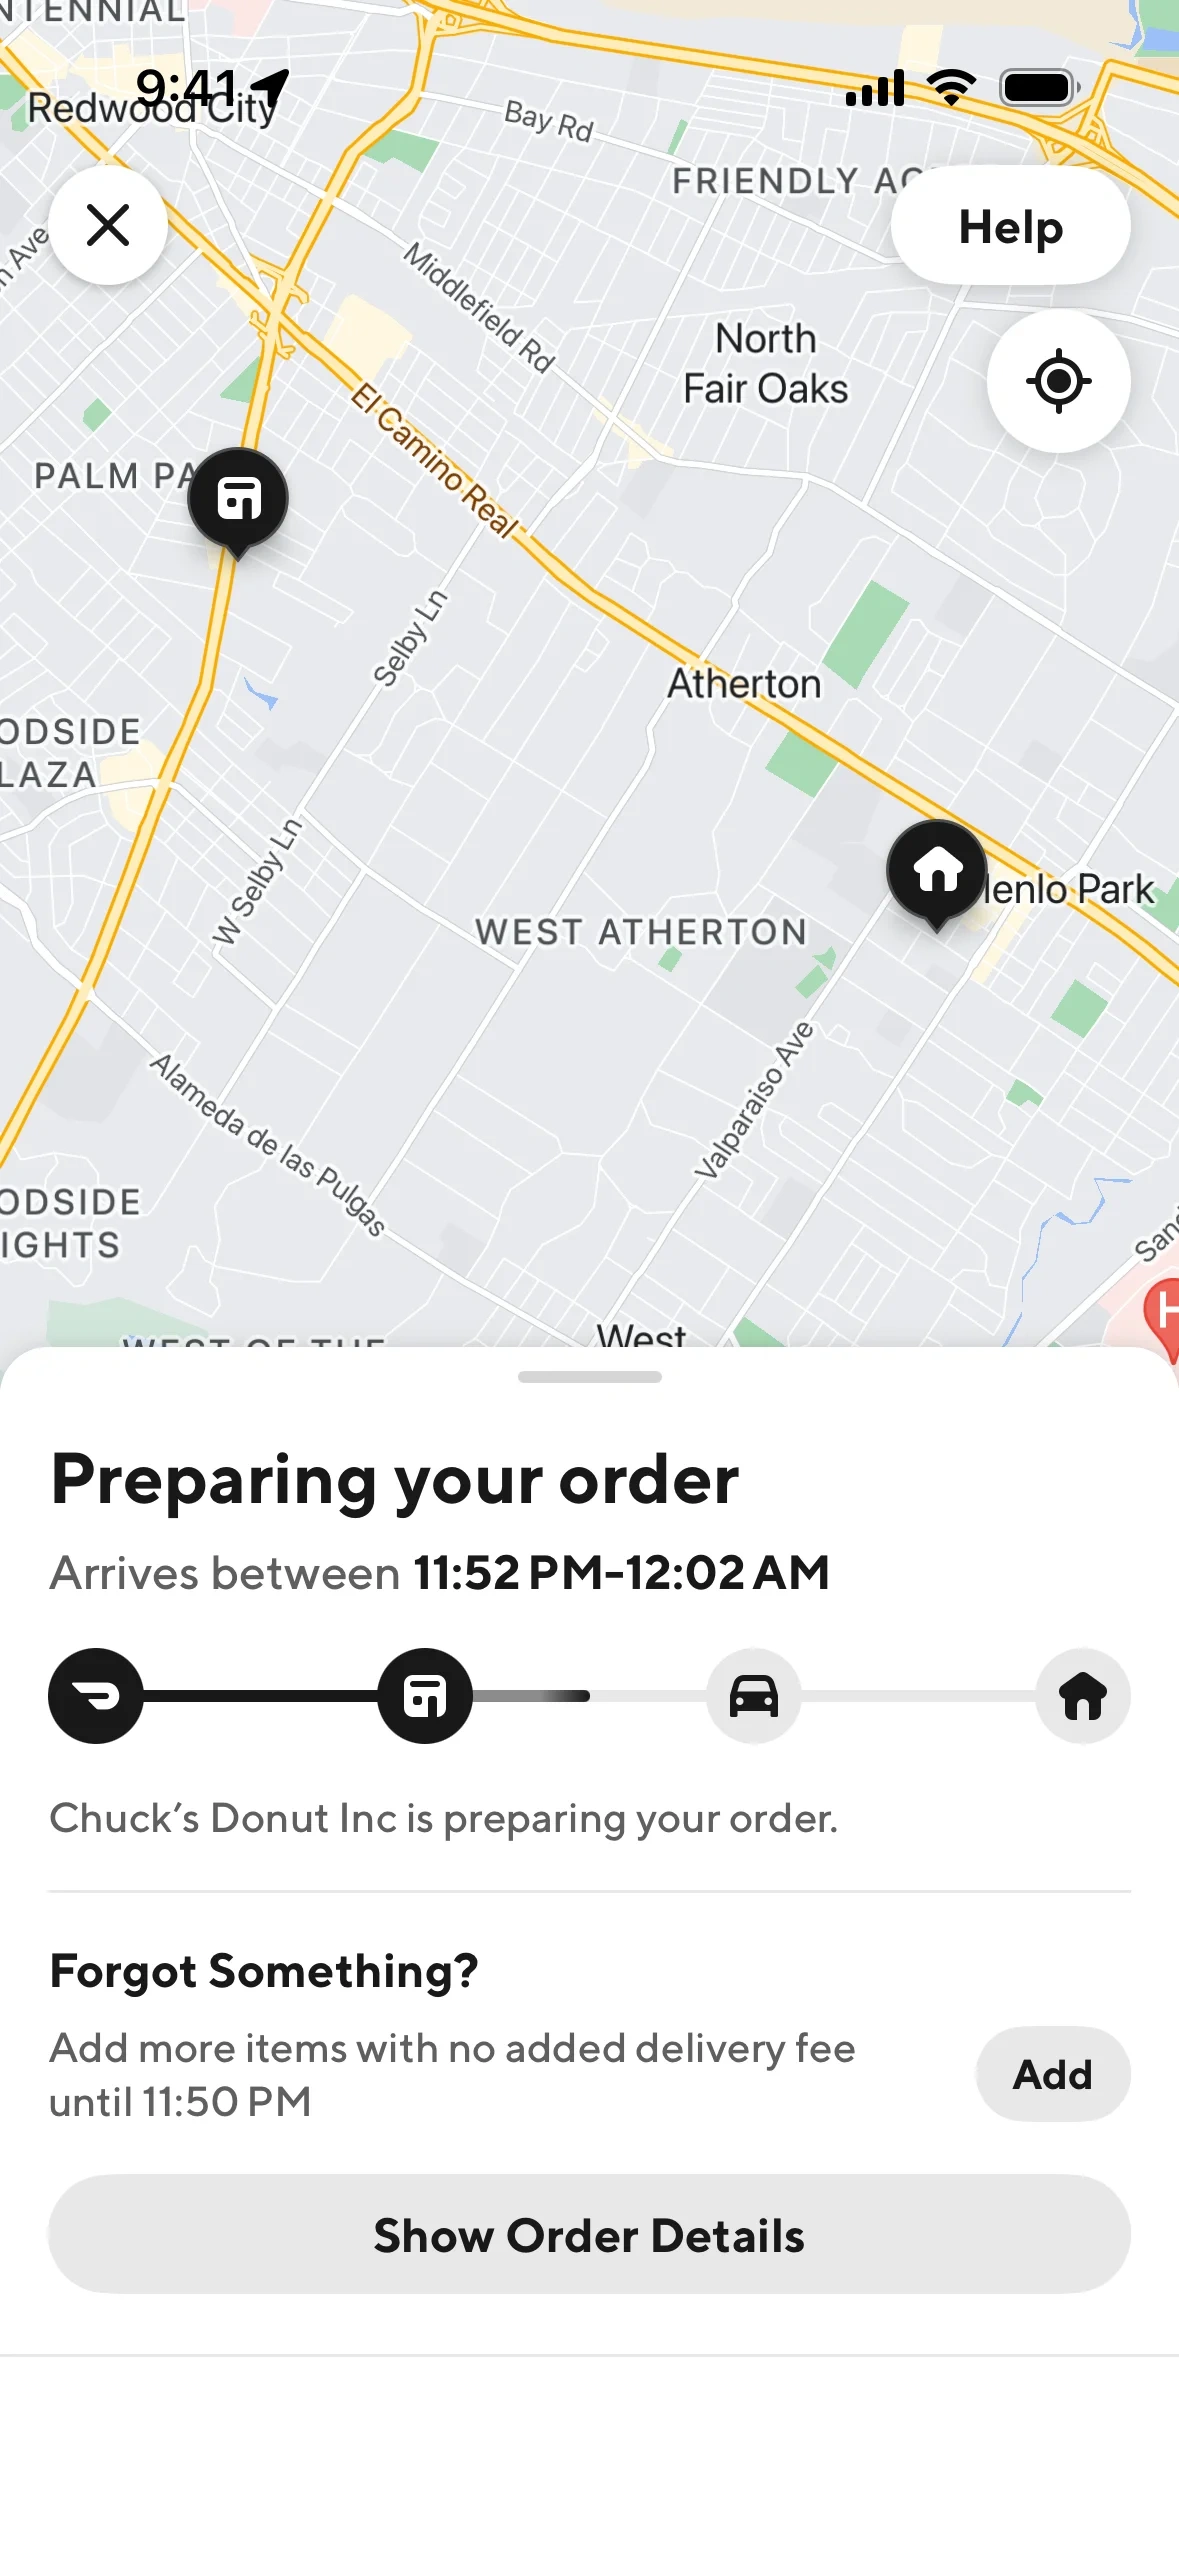 NTENNIAL
9:41
Redwood City
Bay Rd
FRIENDLY AC
Help
n Ave
Middlefield Rd
North
Fair Oaks
El Camino Real
PALM PA
Selby Ln
Atherton
ODSIDE
LAZA
W Selby Ln
WEST ATHERTON
enlo Park
Valparaiso Ave
Alameda de las Pulgas
ODSIDE
IGHTS
Sand
H
WEST OF THE
West
Preparing your order
Arrives between 11:52 PM-12:02 AM
Chuck’s Donut Inc is preparing your order.
Forgot Something?
Add more items with no added delivery fee
until 11:50 PM
Add
Show Order Details